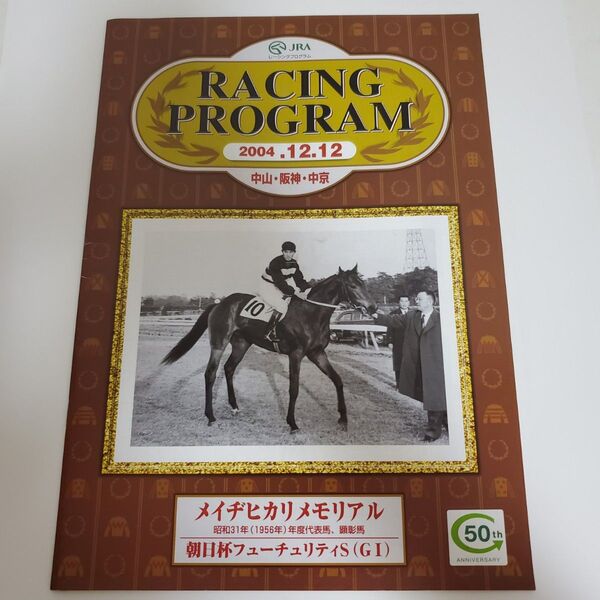 JRA
レーシングプログラム
RACING
PROGRAM
2004.12.12
中山・阪神・中京
10
メイヂヒカリメモリアル
昭和31年(1956年)年度代表馬、顕彰馬
朝日杯フューチュリティS(GI)
50th
ANNIVERSARY